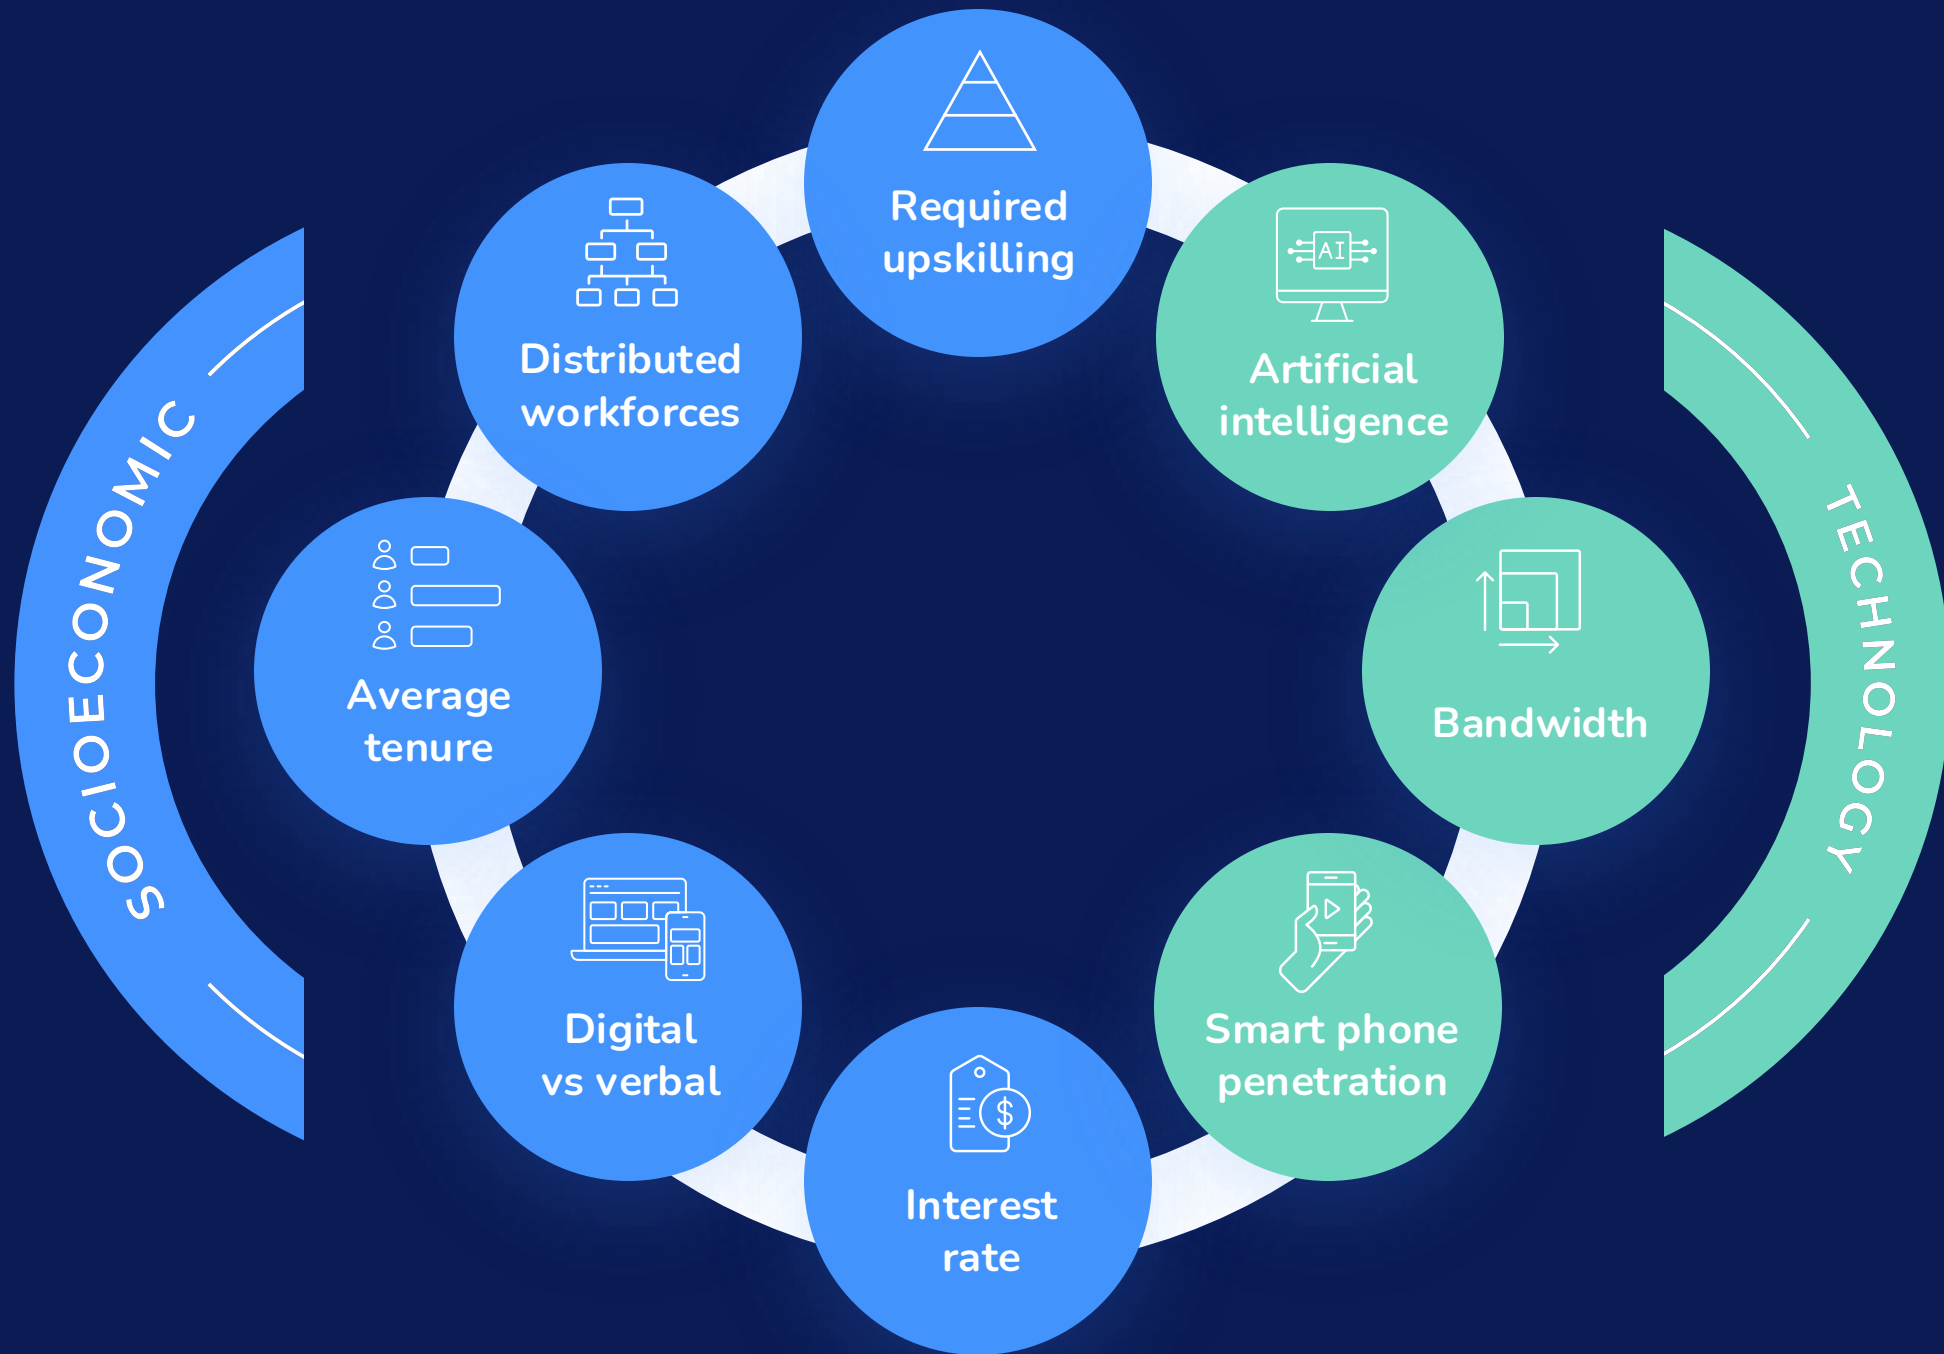 Required
upskilling
Distributed
workforces
AI
Artificial
intelligence
SOCIOECONOMIC
TECHNOLOGY
Average
tenure
Bandwidth
Digital
vs verbal
Smart phone
penetration
$
Interest
rate